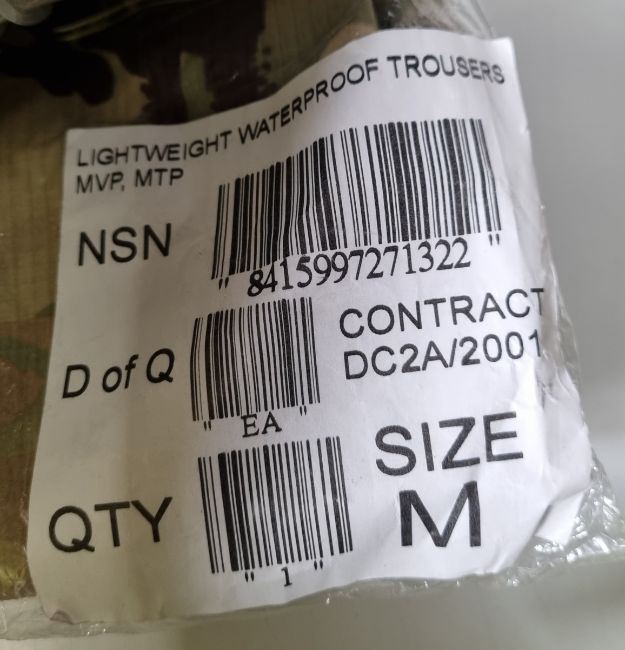 LIGHTWEIGHT WATERPROOF TROUSERS
MVP, MTP
NSN
" 8415997271322 "
D of Q
" EA "
CONTRACT
DC2A/2001
QTY
" 1 "
SIZE
M